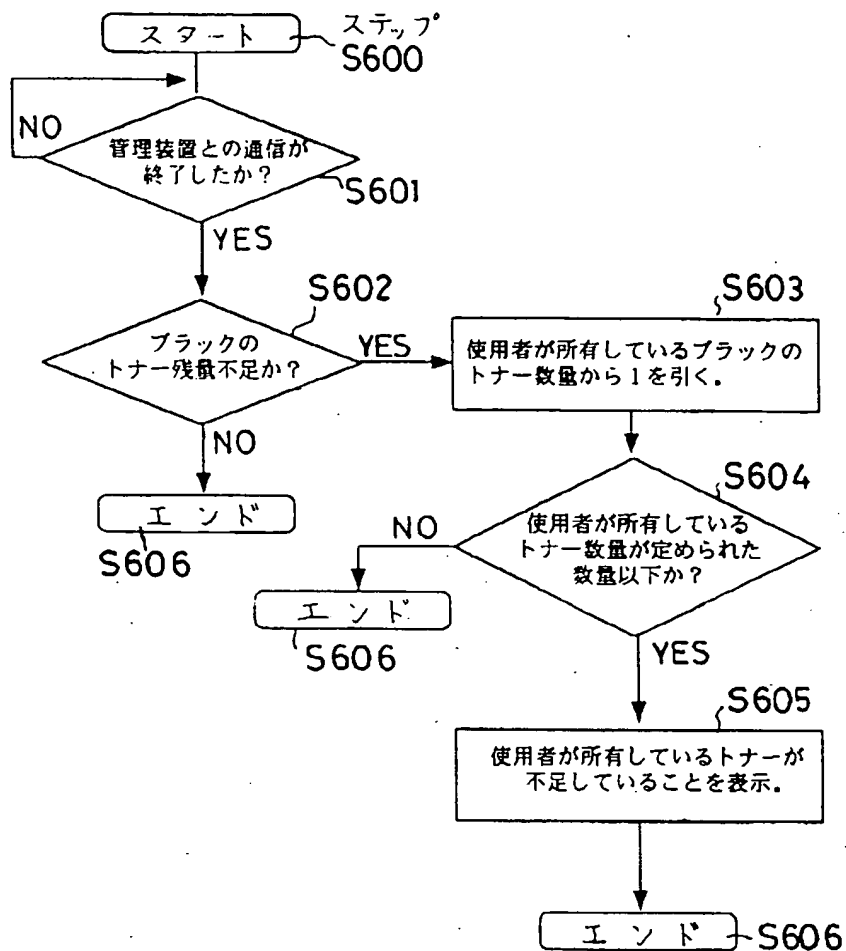 スタート
ステップ
S600
NO
管理装置との通信が
終了したか?
S601
YES
S602
ブラックの
トナー残量不足か?
YES
S603
使用者が所有しているブラックの
トナー数量から1を引く。
NO
エンド
S606
S604
使用者が所有している
トナー数量が定められた
数量以下か?
NO
エンド
S606
YES
S605
使用者が所有しているトナーが
不足していることを表示。
エンド
S606